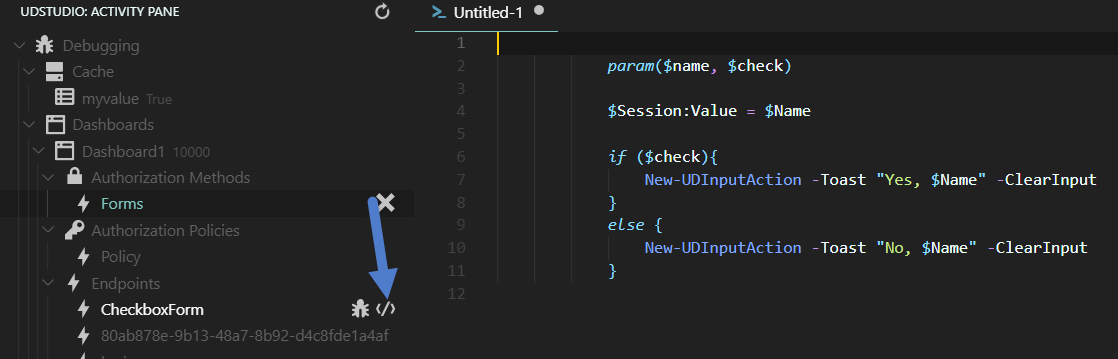 UDSTUDIO: ACTIVITY PANE
Debugging
Cache
myvalue True
Dashboards
Dashboard1 10000
Authorization Methods
Forms
Authorization Policies
Policy
Endpoints
CheckboxForm
80ab878e-9b13-48a7-8b92-d4c8fde1a4af
Untitled-1
1
2 param($name, $check)
3
4 $Session:Value = $Name
5
6 if ($check){
7 New-UDInputAction -Toast "Yes, $Name" -ClearInput
8 }
9 else {
10 New-UDInputAction -Toast "No, $Name" -ClearInput
11 }
12